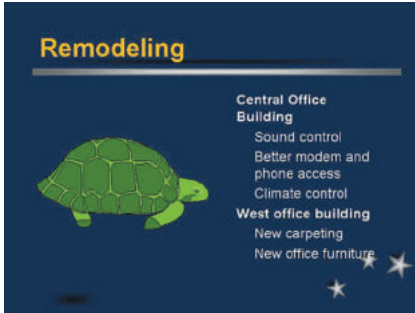 Remodeling
Central Office
Building
Sound control
Better modem and
phone access
Climate control
West office building
New carpeting
New office furniture